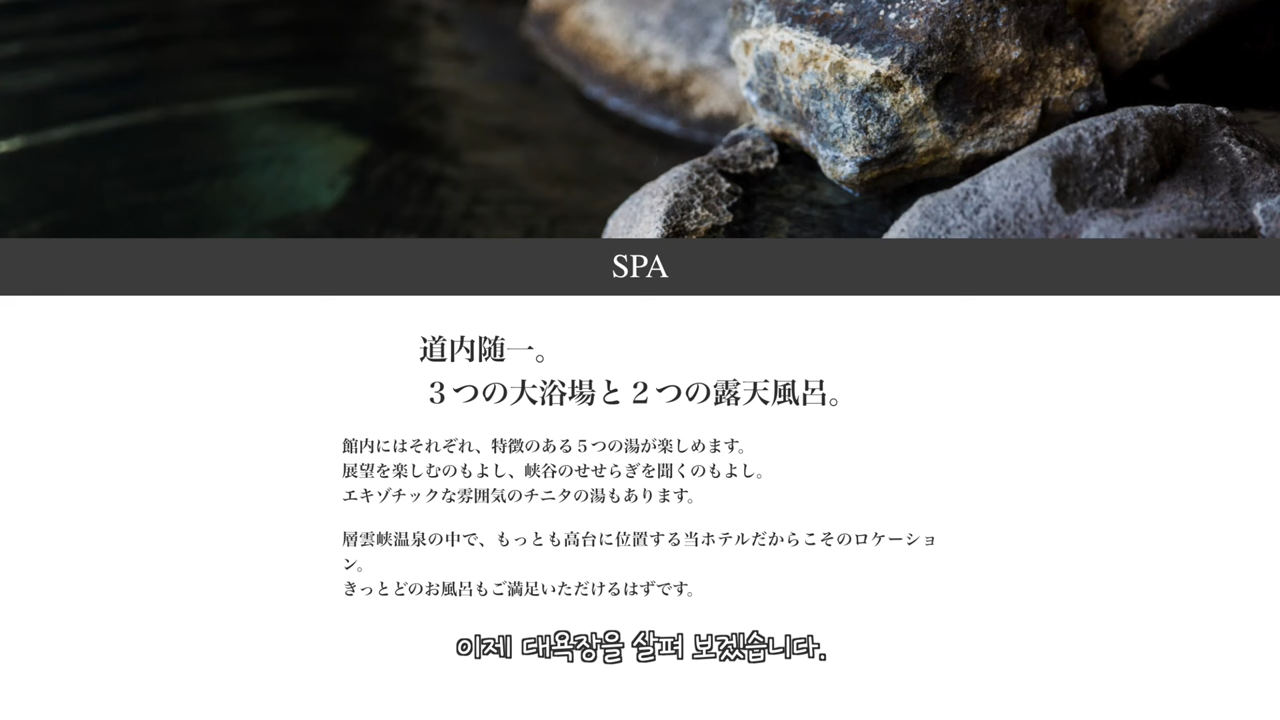 SPA
道内随一。
３つの大浴場と２つの露天風呂。
館内にはそれぞれ、特徴のある５つの湯が楽しめます。
展望を楽しむのもよし、峡谷のせせらぎを聞くのもよし。
エキゾチックな雰囲気のチニタの湯もあります。
層雲峡温泉の中で、もっとも高台に位置する当ホテルだからこそのロケーショ
ン。
きっとどのお風呂もご満足いただけるはずです。
이제 대욕장을 살펴 보겠습니다.